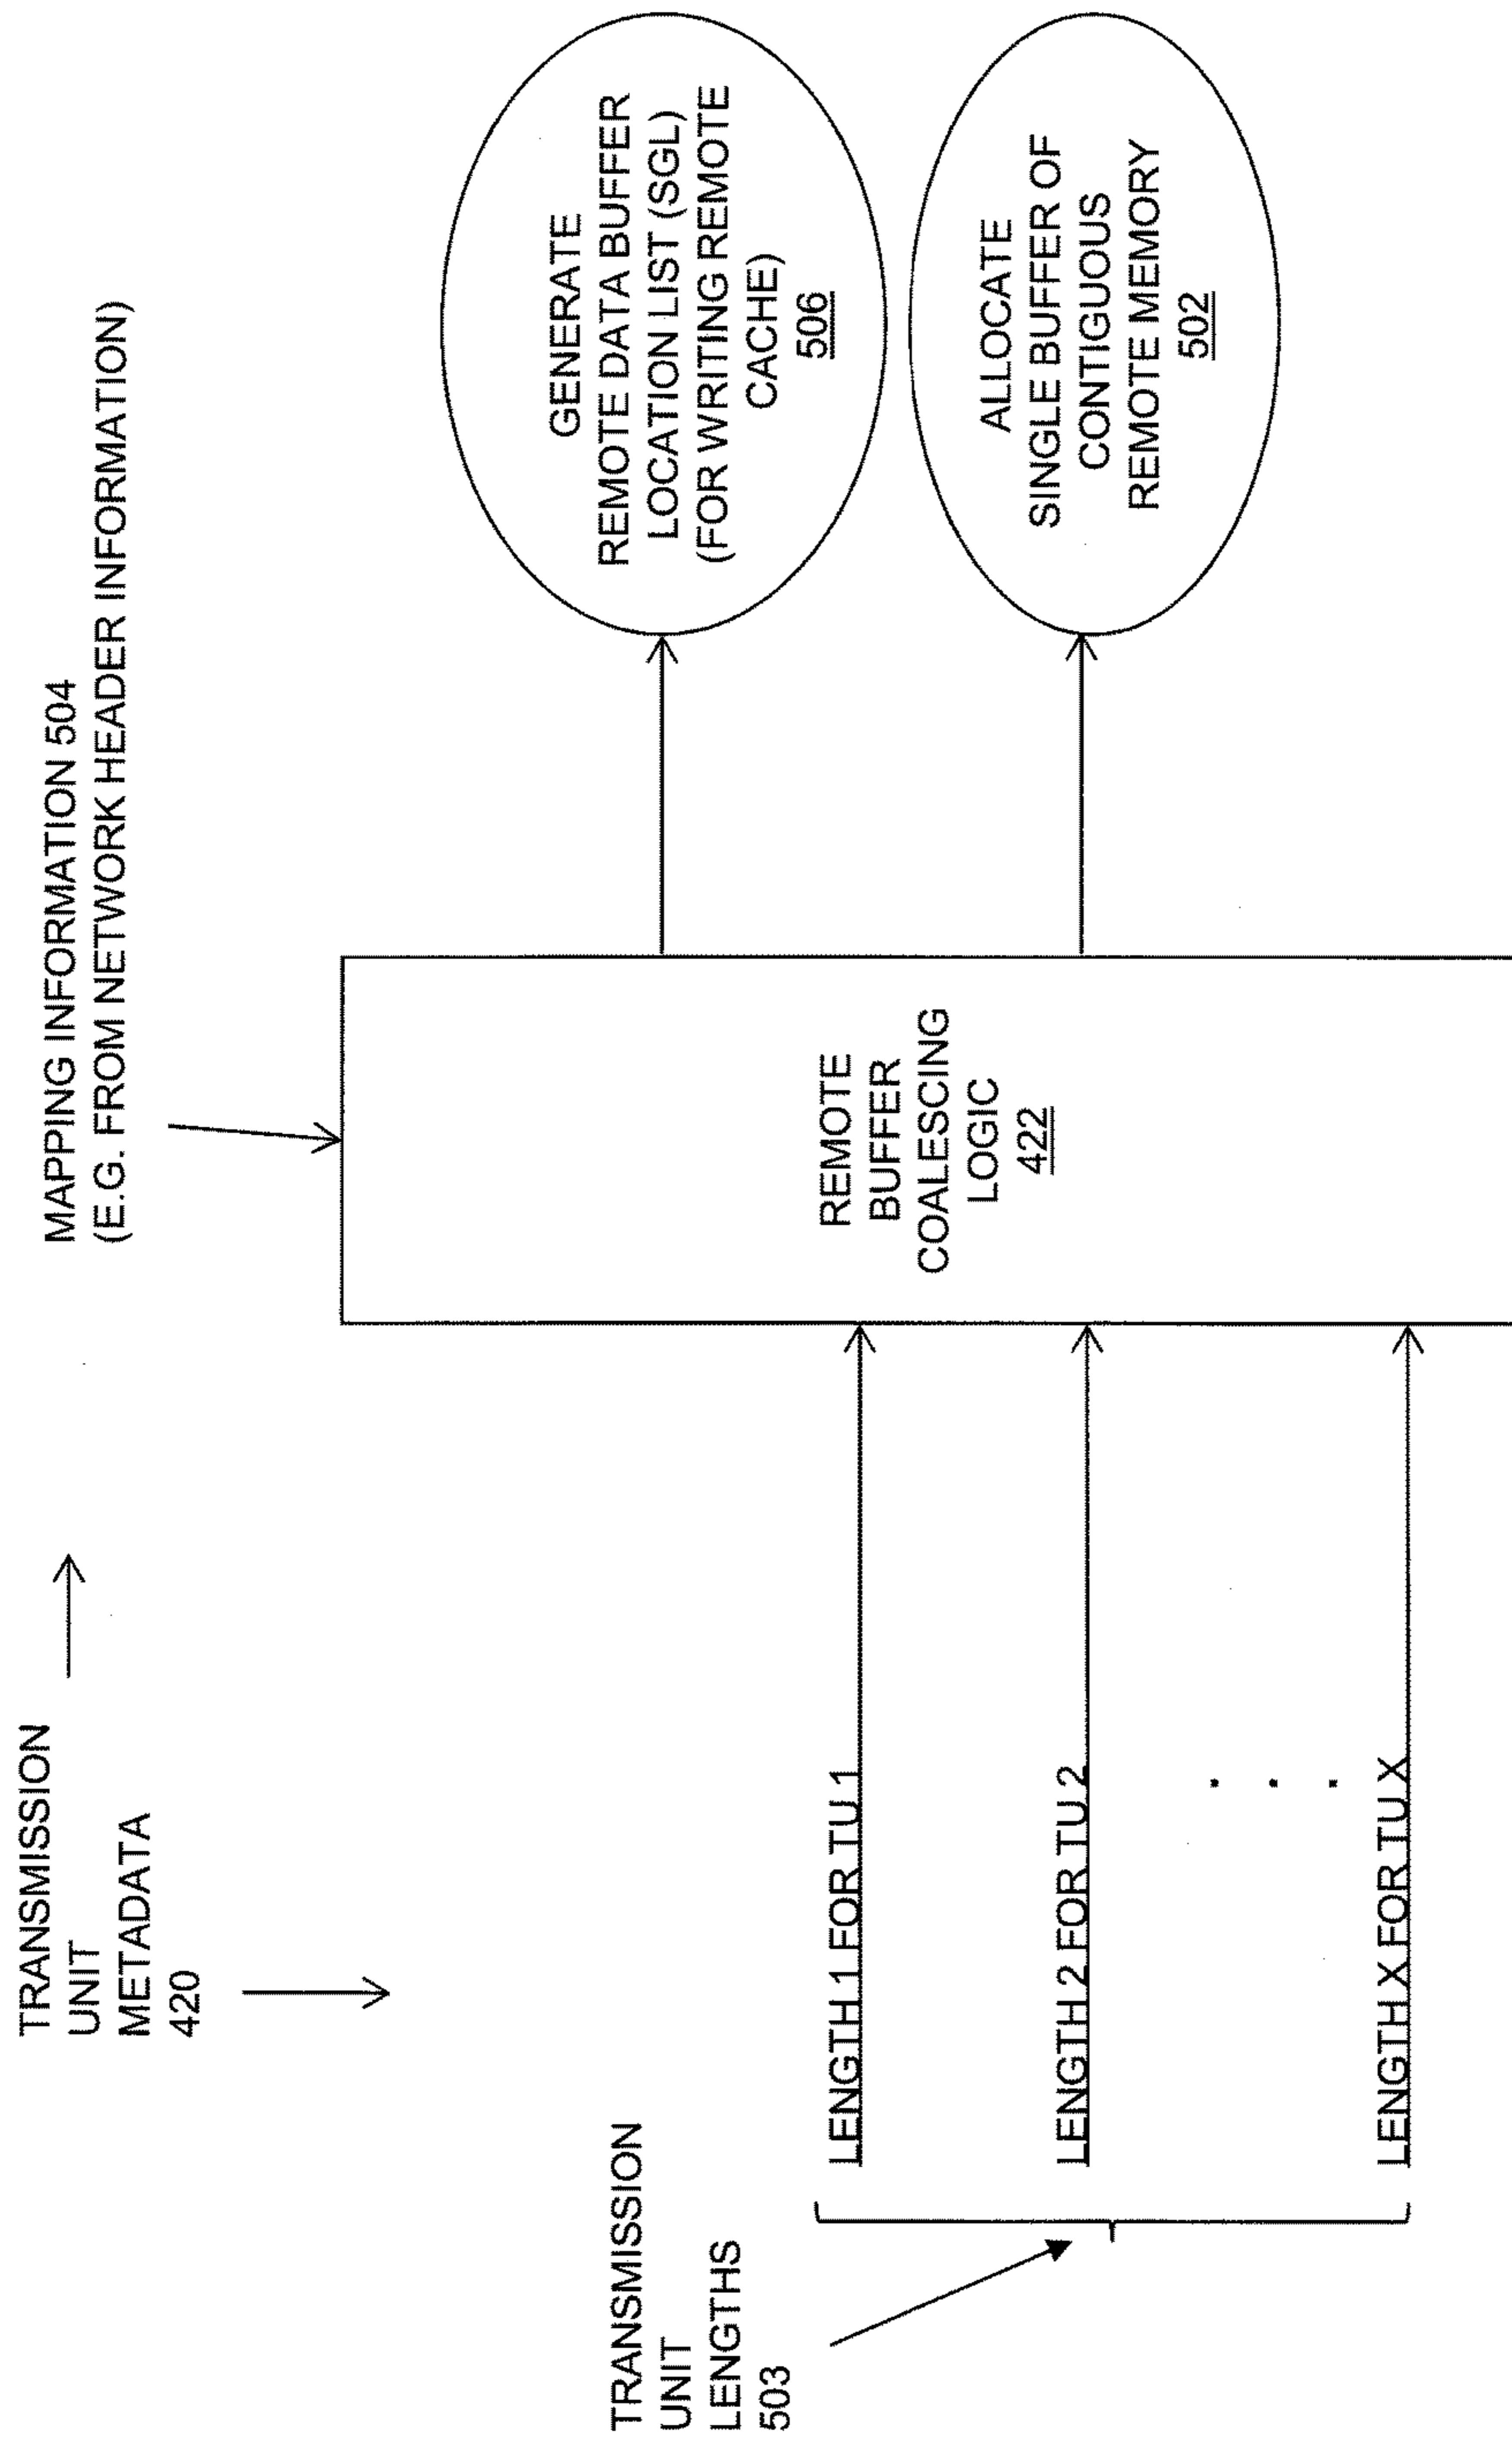 TRANSMISSION
UNIT
METADATA
420
MAPPING INFORMATION 504
(E.G. FROM NETWORK HEADER INFORMATION)
TRANSMISSION
UNIT
LENGTHS
503
LENGTH 1 FOR TU 1
LENGTH 2 FOR TU 2
. . .
LENGTH X FOR TU X
REMOTE
BUFFER
COALESCING
LOGIC
422
GENERATE
REMOTE DATA BUFFER
LOCATION LIST (SGL)
(FOR WRITING REMOTE
CACHE)
506
ALLOCATE
SINGLE BUFFER OF
CONTIGUOUS
REMOTE MEMORY
502